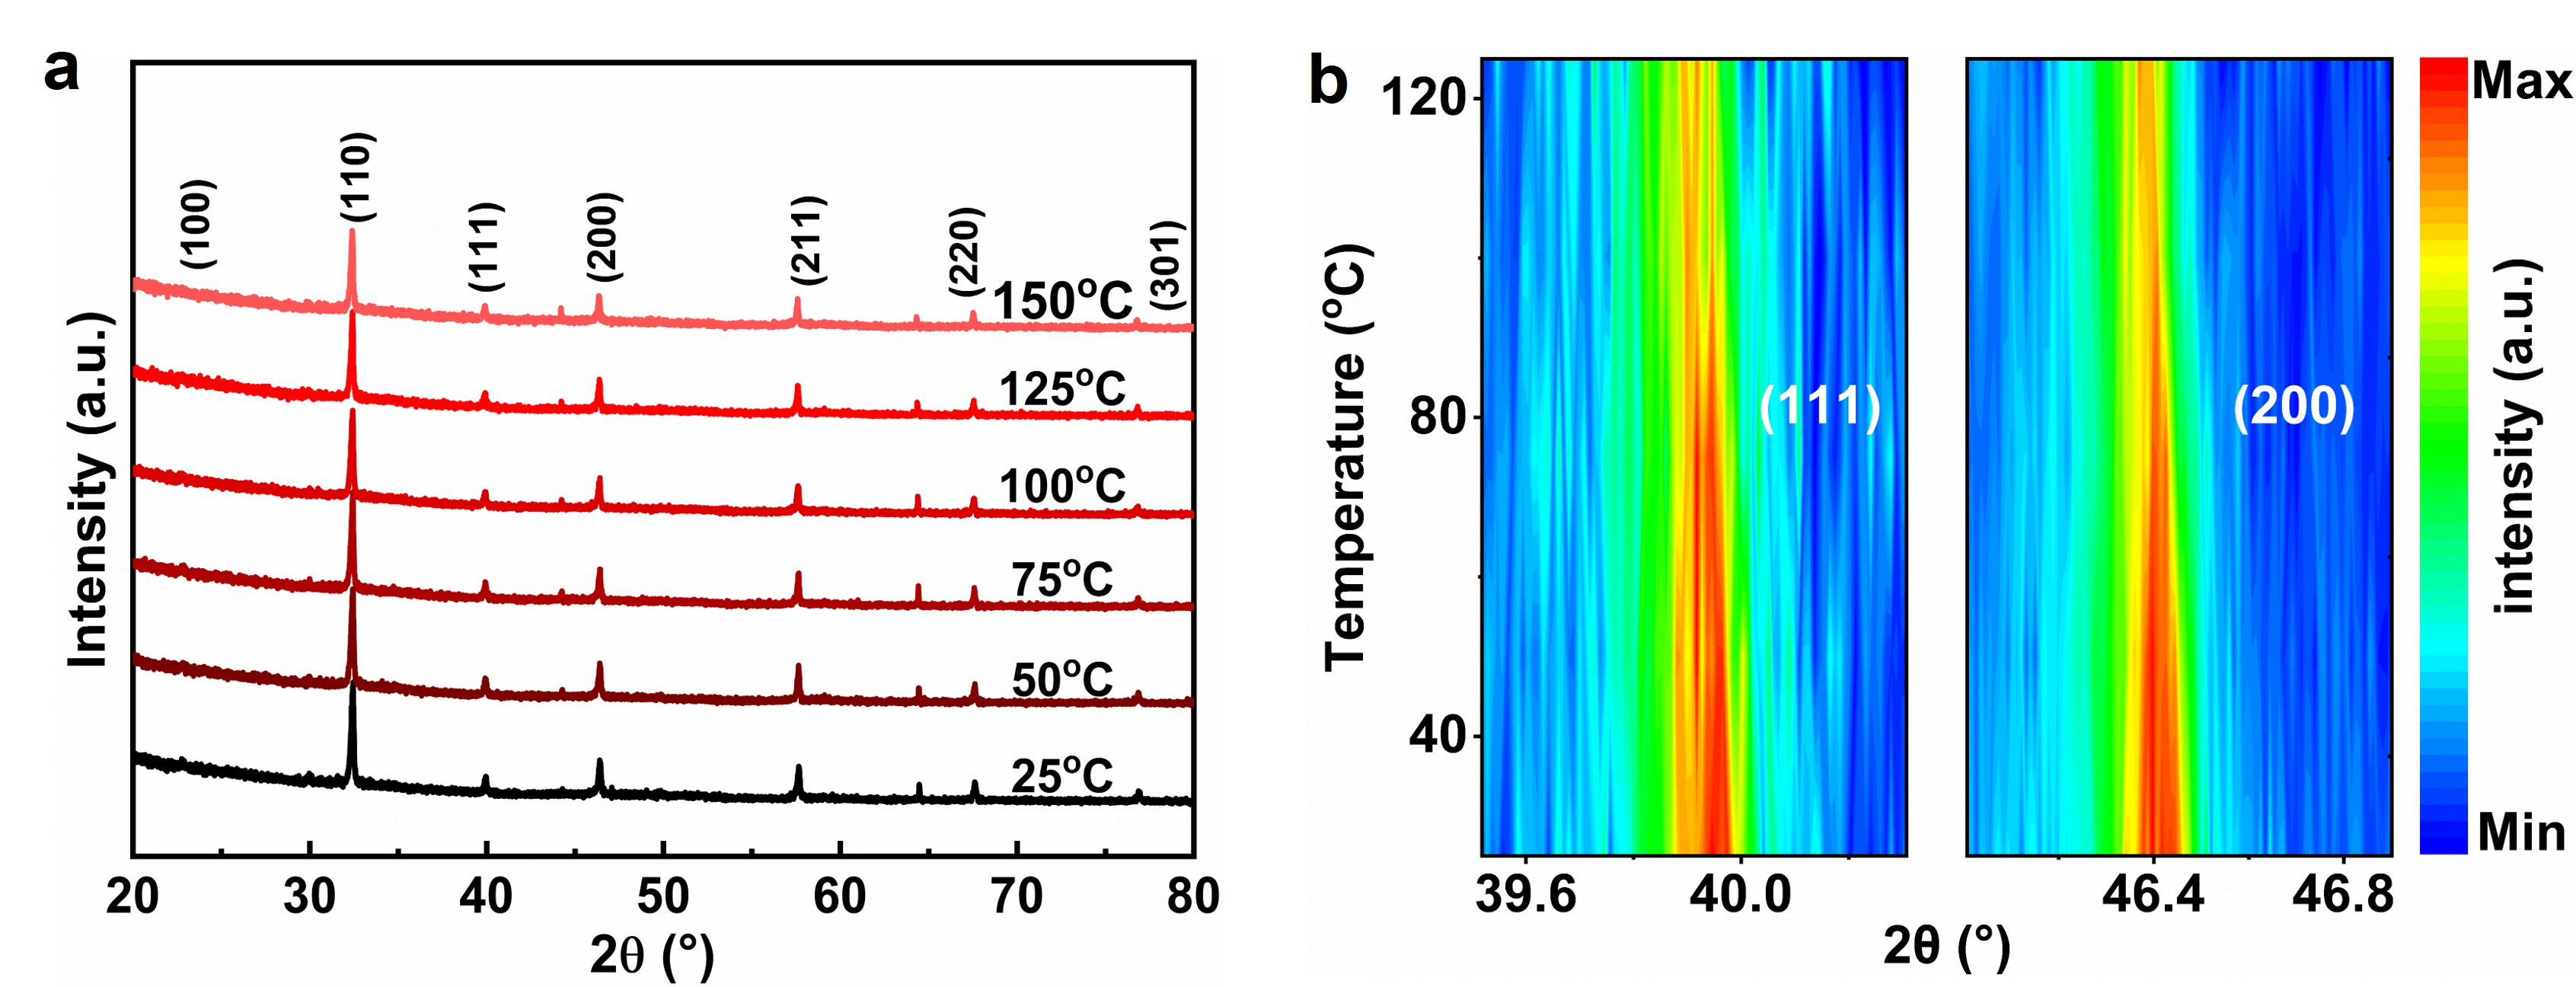 a
(100)
(110)
(111)
(200)
(211)
(220)
(301)
150°C
125°C
100°C
75°C
50°C
25°C
Intensity (a.u.)
20 30 40 50 60 70 80
2θ (°)
b
120
80
40
Temperature (°C)
(111)
(200)
39.6 40.0 46.4 46.8
2θ (°)
Max
intensity (a.u.)
Min